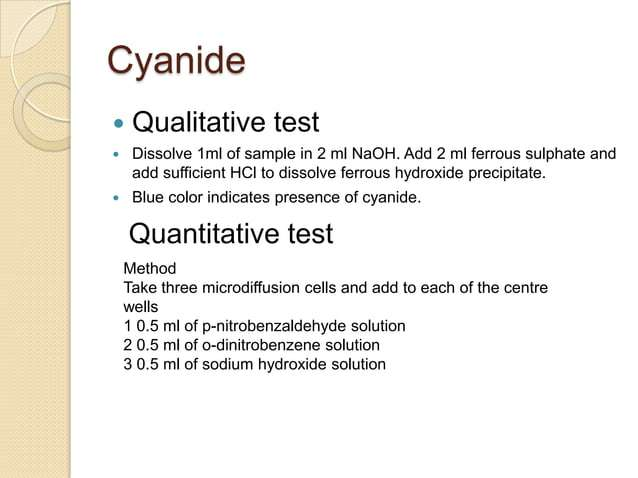 Cyanide
Qualitative test
Dissolve 1ml of sample in 2 ml NaOH. Add 2 ml ferrous sulphate and
add sufficient HCl to dissolve ferrous hydroxide precipitate.
Blue color indicates presence of cyanide.
Quantitative test
Method
Take three microdiffusion cells and add to each of the centre
wells
1 0.5 ml of p-nitrobenzaldehyde solution
2 0.5 ml of o-dinitrobenzene solution
3 0.5 ml of sodium hydroxide solution